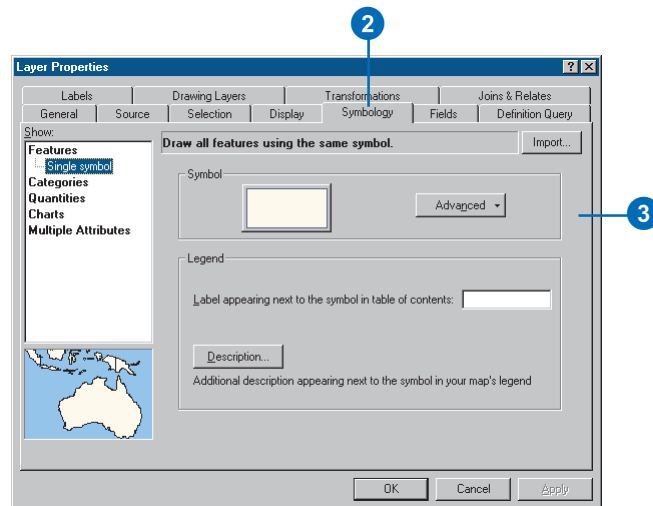 2
Layer Properties
? X
Labels Drawing Layers Transformations Joins & Relates
General Source Selection Display Symbology Fields Definition Query
Show:
Draw all features using the same symbol.
Import...
Features
Single symbol
Categories
Quantities
Charts
Multiple Attributes
Symbol
Advanced
3
Legend
Label appearing next to the symbol in table of contents:
Description...
Additional description appearing next to the symbol in your map's legend
OK Cancel Apply